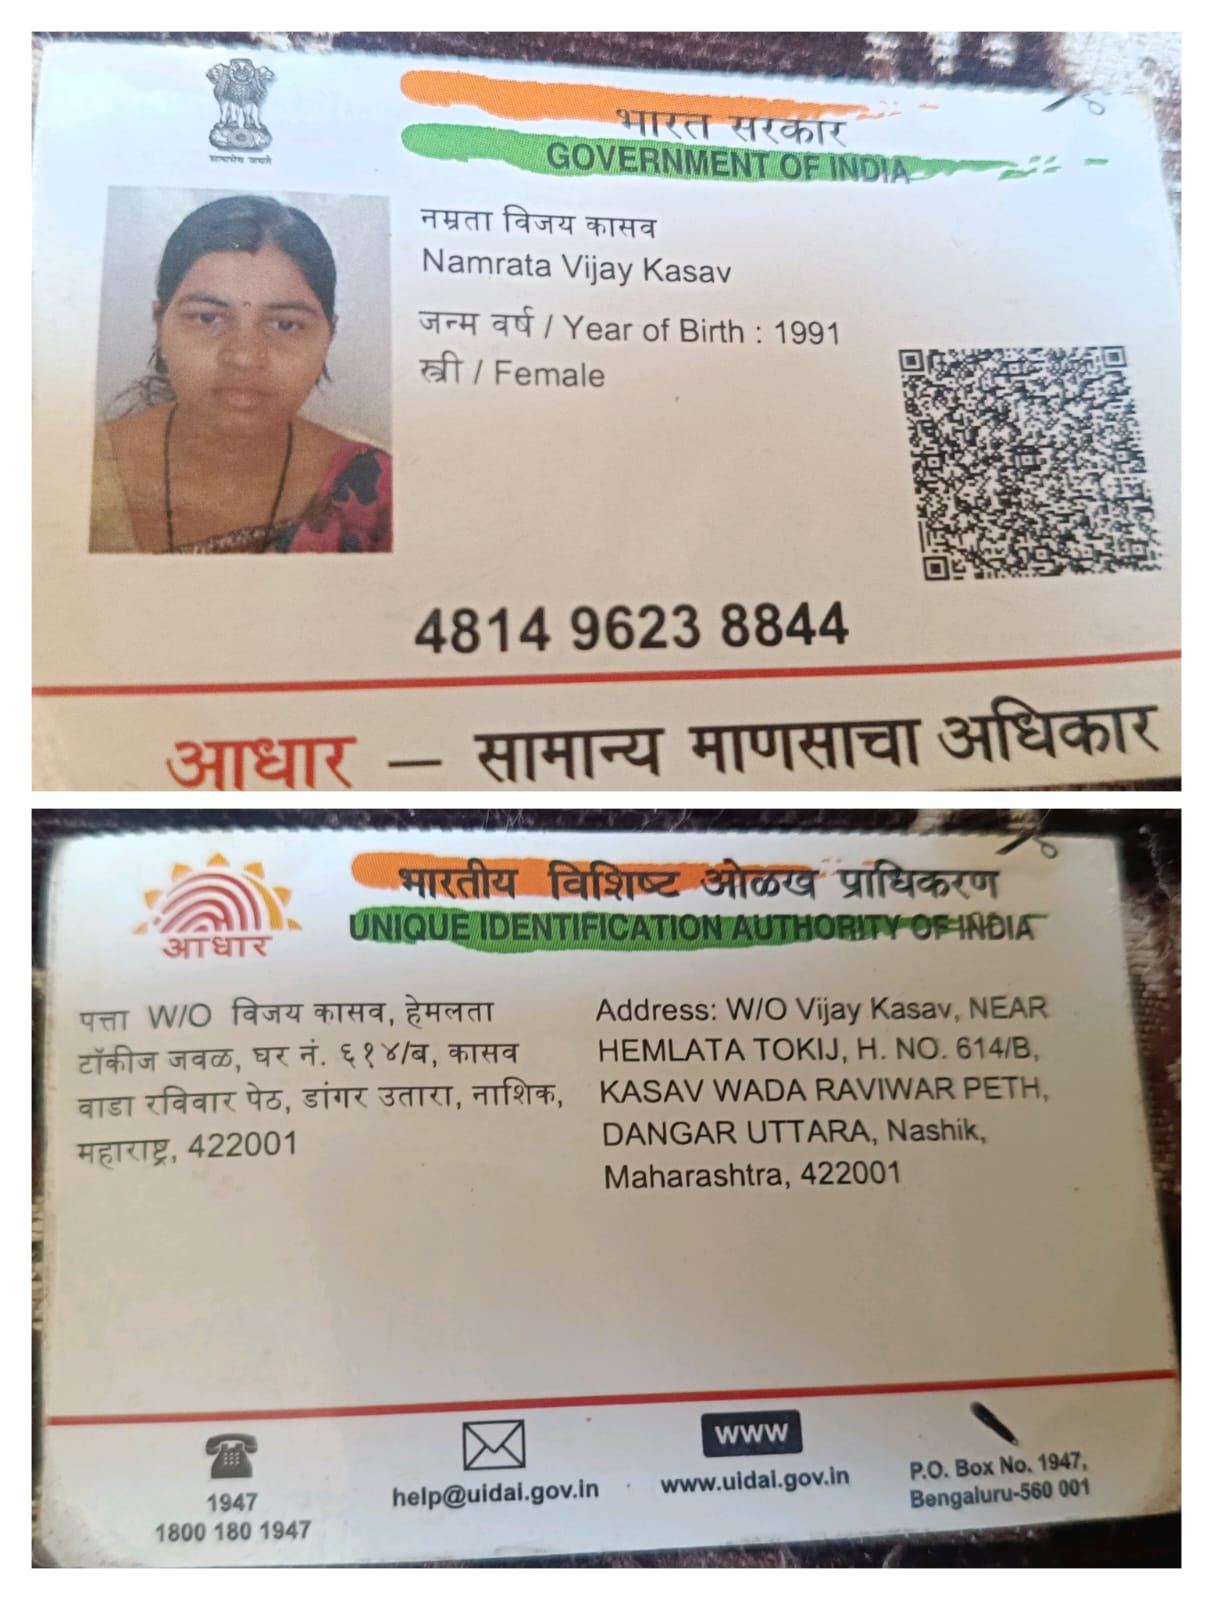 सत्यमेव जयते
भारत सरकार
GOVERNMENT OF INDIA
नम्रता विजय कासव
Namrata Vijay Kasav
जन्म वर्ष / Year of Birth : 1991
स्त्री / Female
4814 9623 8844
आधार – सामान्य माणसाचा अधिकार
भारतीय विशिष्ट ओळख प्राधिकरण
UNIQUE IDENTIFICATION AUTHORITY OF INDIA
आधार
पत्ता W/O विजय कासव, हेमलता
टॉकीज जवळ, घर नं. ६१४/ब, कासव
वाडा रविवार पेठ, डांगर उतारा, नाशिक,
महाराष्ट्र, 422001
Address: W/O Vijay Kasav, NEAR
HEMLATA TOKIJ, H. NO. 614/B,
KASAV WADA RAVIWAR PETH,
DANGAR UTTARA, Nashik,
Maharashtra, 422001
1947
1800 180 1947
help@uidai.gov.in
www
www.uidai.gov.in
P.O. Box No. 1947,
Bengaluru-560 001